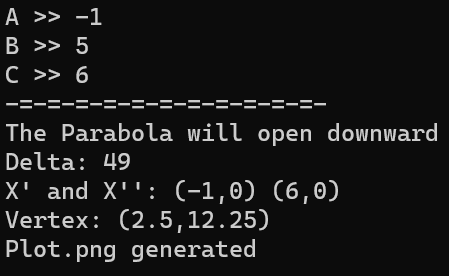 A >> -1
B >> 5
C >> 6
-=-=-=-=-=-=-=-=-=-=-=-
The Parabola will open downward
Delta: 49
X' and X'': (-1,0) (6,0)
Vertex: (2.5,12.25)
Plot.png generated